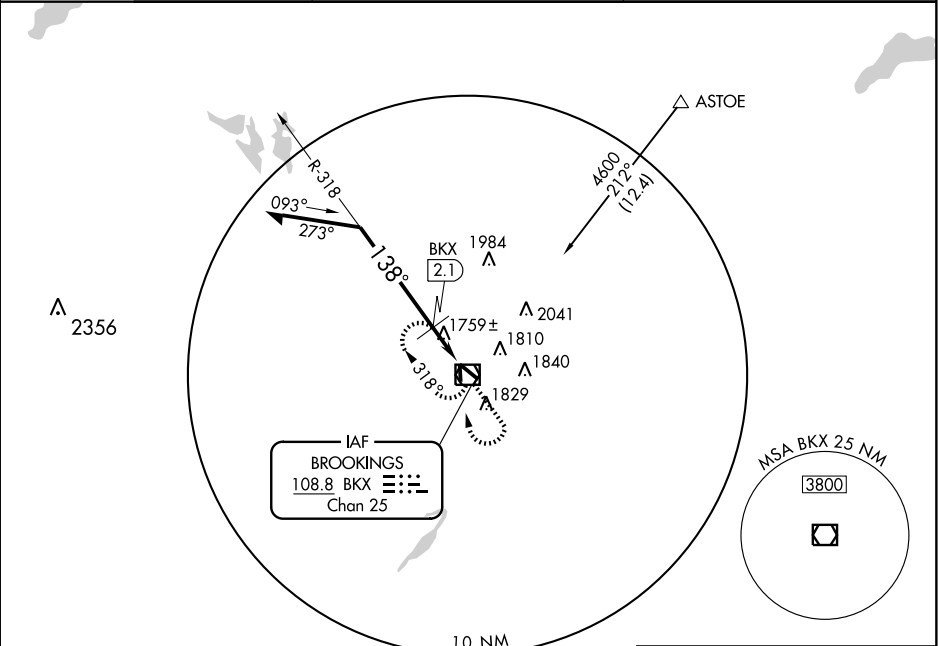 ASTOE
4600
212°
(12.4)
R-318
093°
273°
138°
BKX
2.1
1984
2041
2356
1759±
1810
1840
318°
1829
IAF
BROOKINGS
108.8 BKX
Chan 25
MSA BKX 25 NM
3800
10 NM